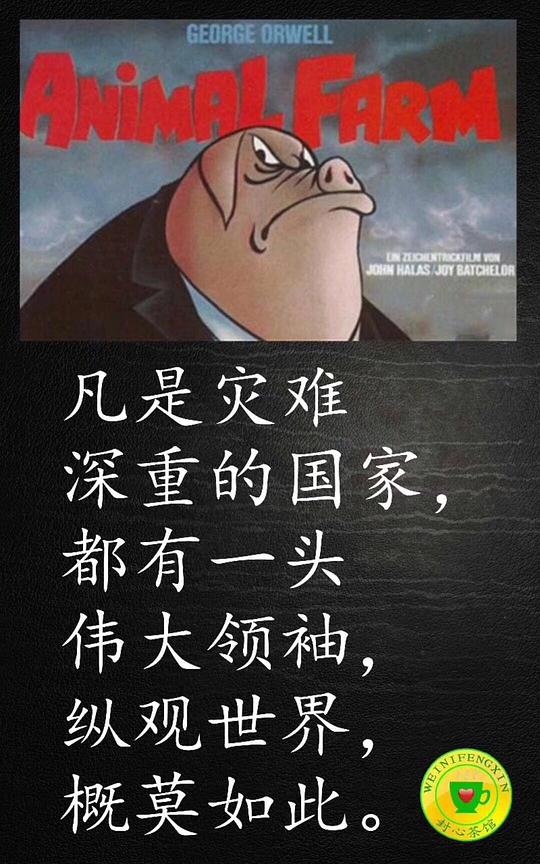 GEORGE ORWELL
ANIMAL FARM
EIN ZEICHENTRICKFILM VON
JOHN HALAS/JOY BATCHELOR
凡是灾难
深重的国家，
都有一头
伟大领袖，
纵观世界，
概莫如此。
WEINIFENGXIN
封心茶馆